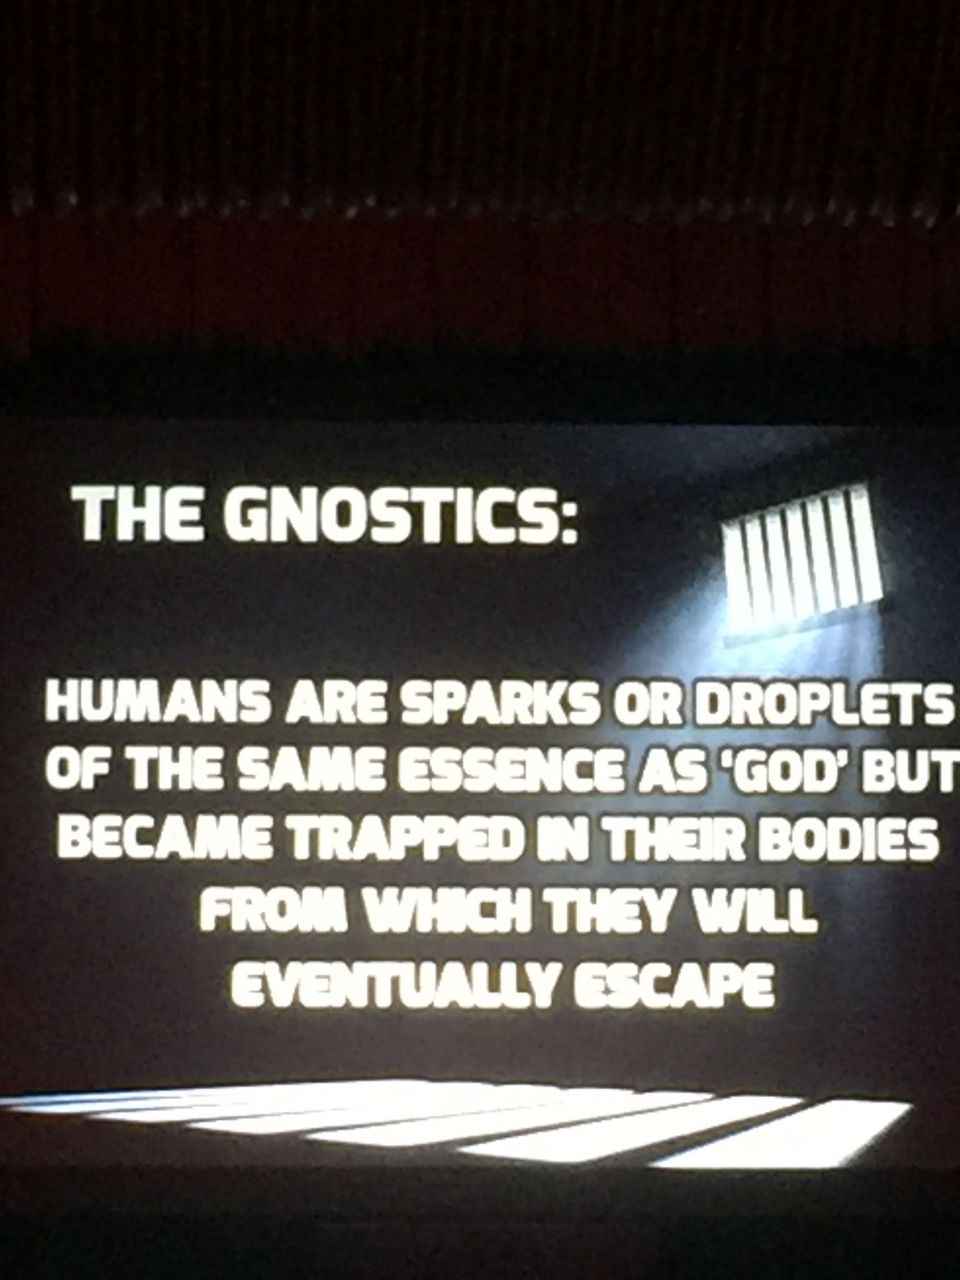 THE GNOSTICS:
HUMANS ARE SPARKS OR DROPLETS
OF THE SAME ESSENCE AS ‘GOD’ BUT
BECAME TRAPPED IN THEIR BODIES
FROM WHICH THEY WILL
EVENTUALLY ESCAPE